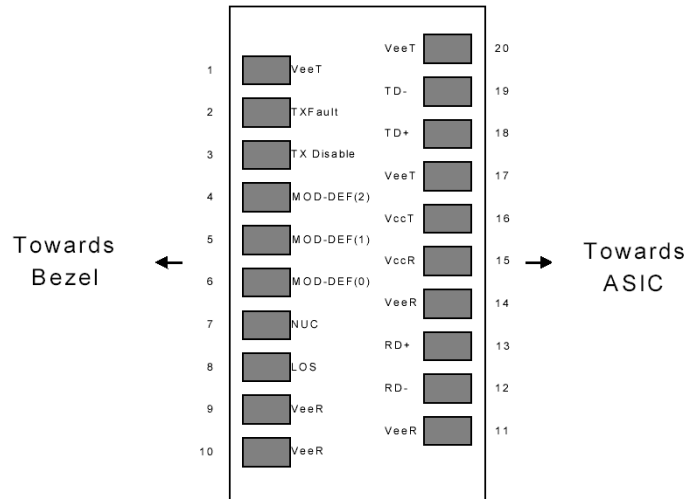 VeeT 20
1 VeeT
TD- 19
2 TXFault
TD+ 18
3 TX Disable
VeeT 17
4 MOD-DEF(2)
VccT 16
5 MOD-DEF(1)
Towards
Bezel
VccR 15
Towards
ASIC
6 MOD-DEF(0)
VeeR 14
7 NUC
RD+ 13
8 LOS
RD- 12
9 VeeR
VeeR 11
10 VeeR